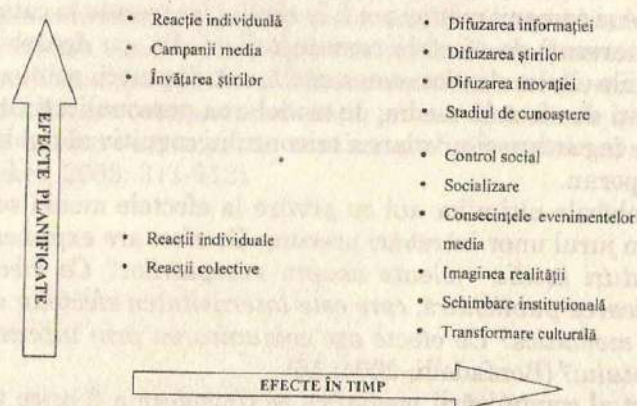 • Reacție individuală
• Campanii media
• Învățarea știrilor
• Difuzarea informației
• Difuzarea știrilor
• Difuzarea inovației
• Stadiul de cunoaștere
EFECTE PLANIFICATE
• Reacții individuale
• Reacții colective
• Control social
• Socializare
• Consecințele evenimentelor
media
• Imaginea realității
• Schimbare instituțională
• Transformare culturală
EFECTE ÎN TIMP